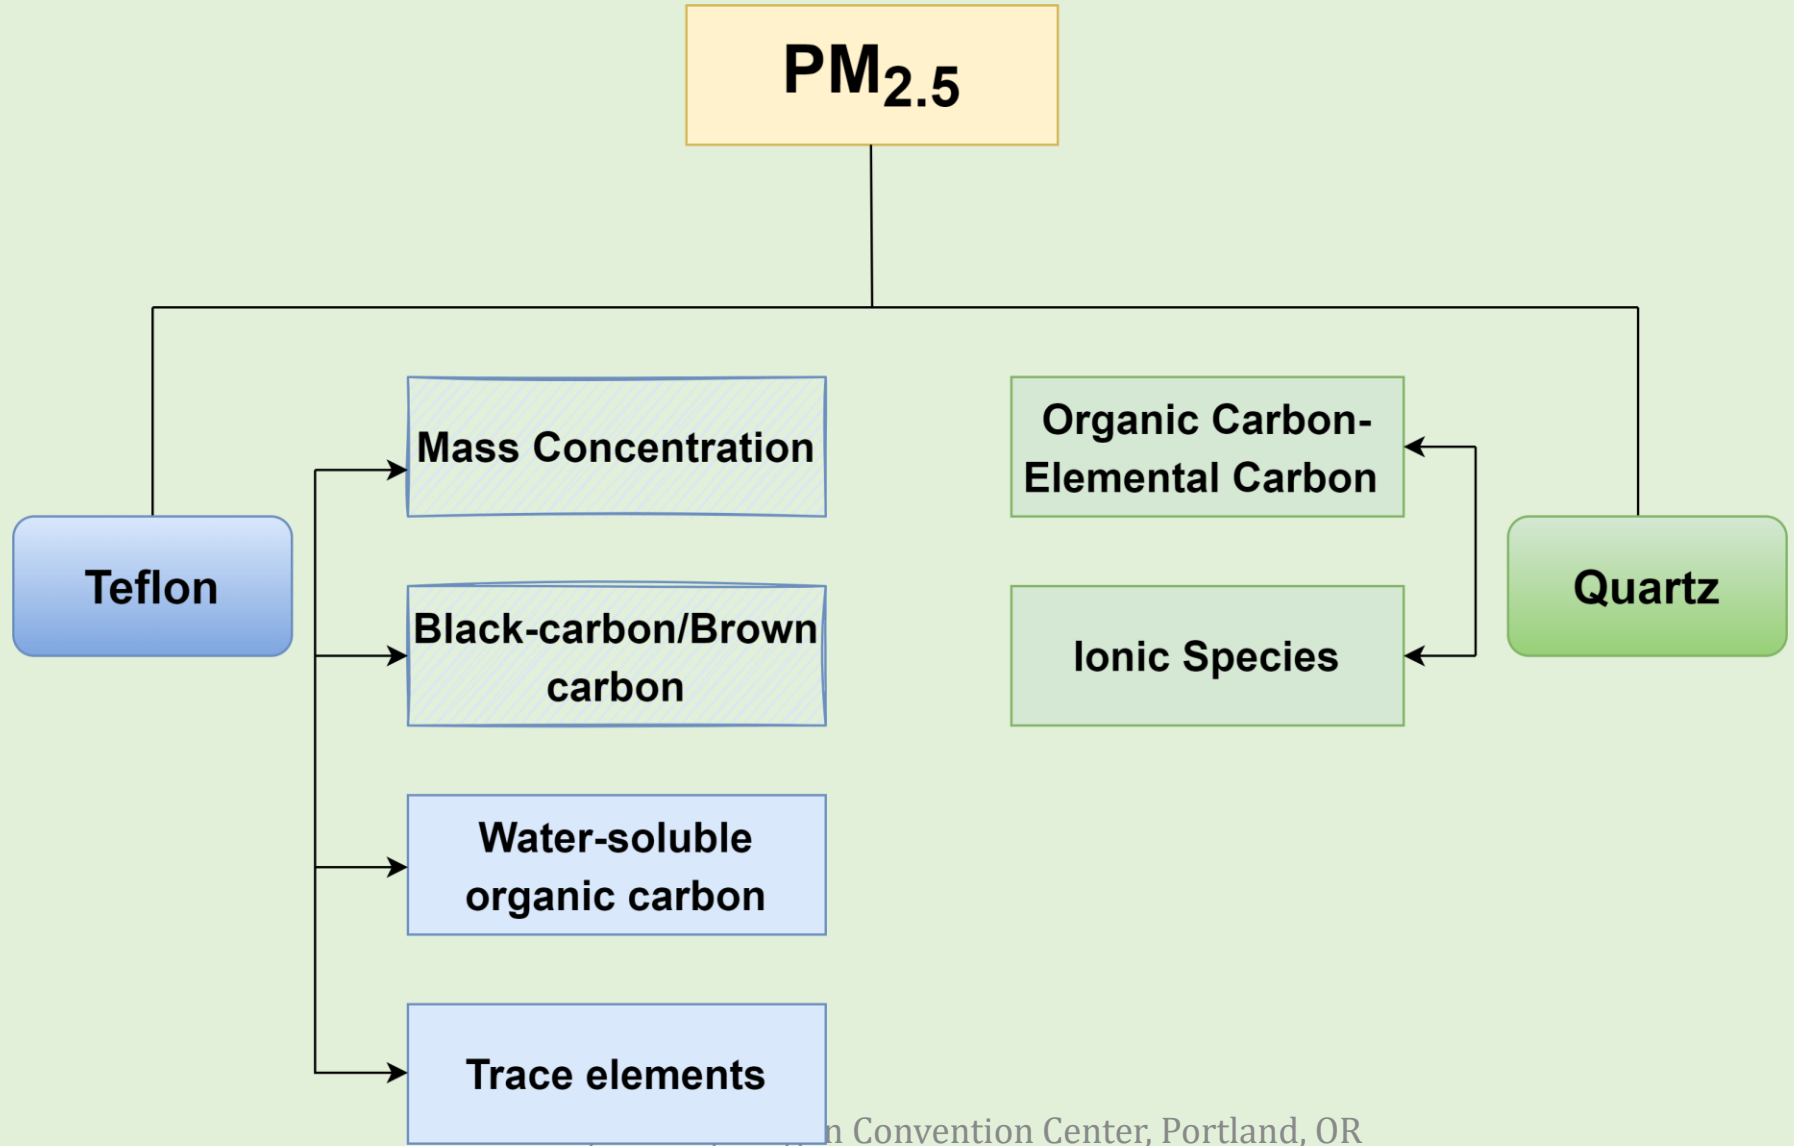 PM2.5
Teflon
Mass Concentration
Black-carbon/Brown
carbon
Water-soluble
organic carbon
Trace elements
Organic Carbon-
Elemental Carbon
Ionic Species
Quartz
Convention Center, Portland, OR